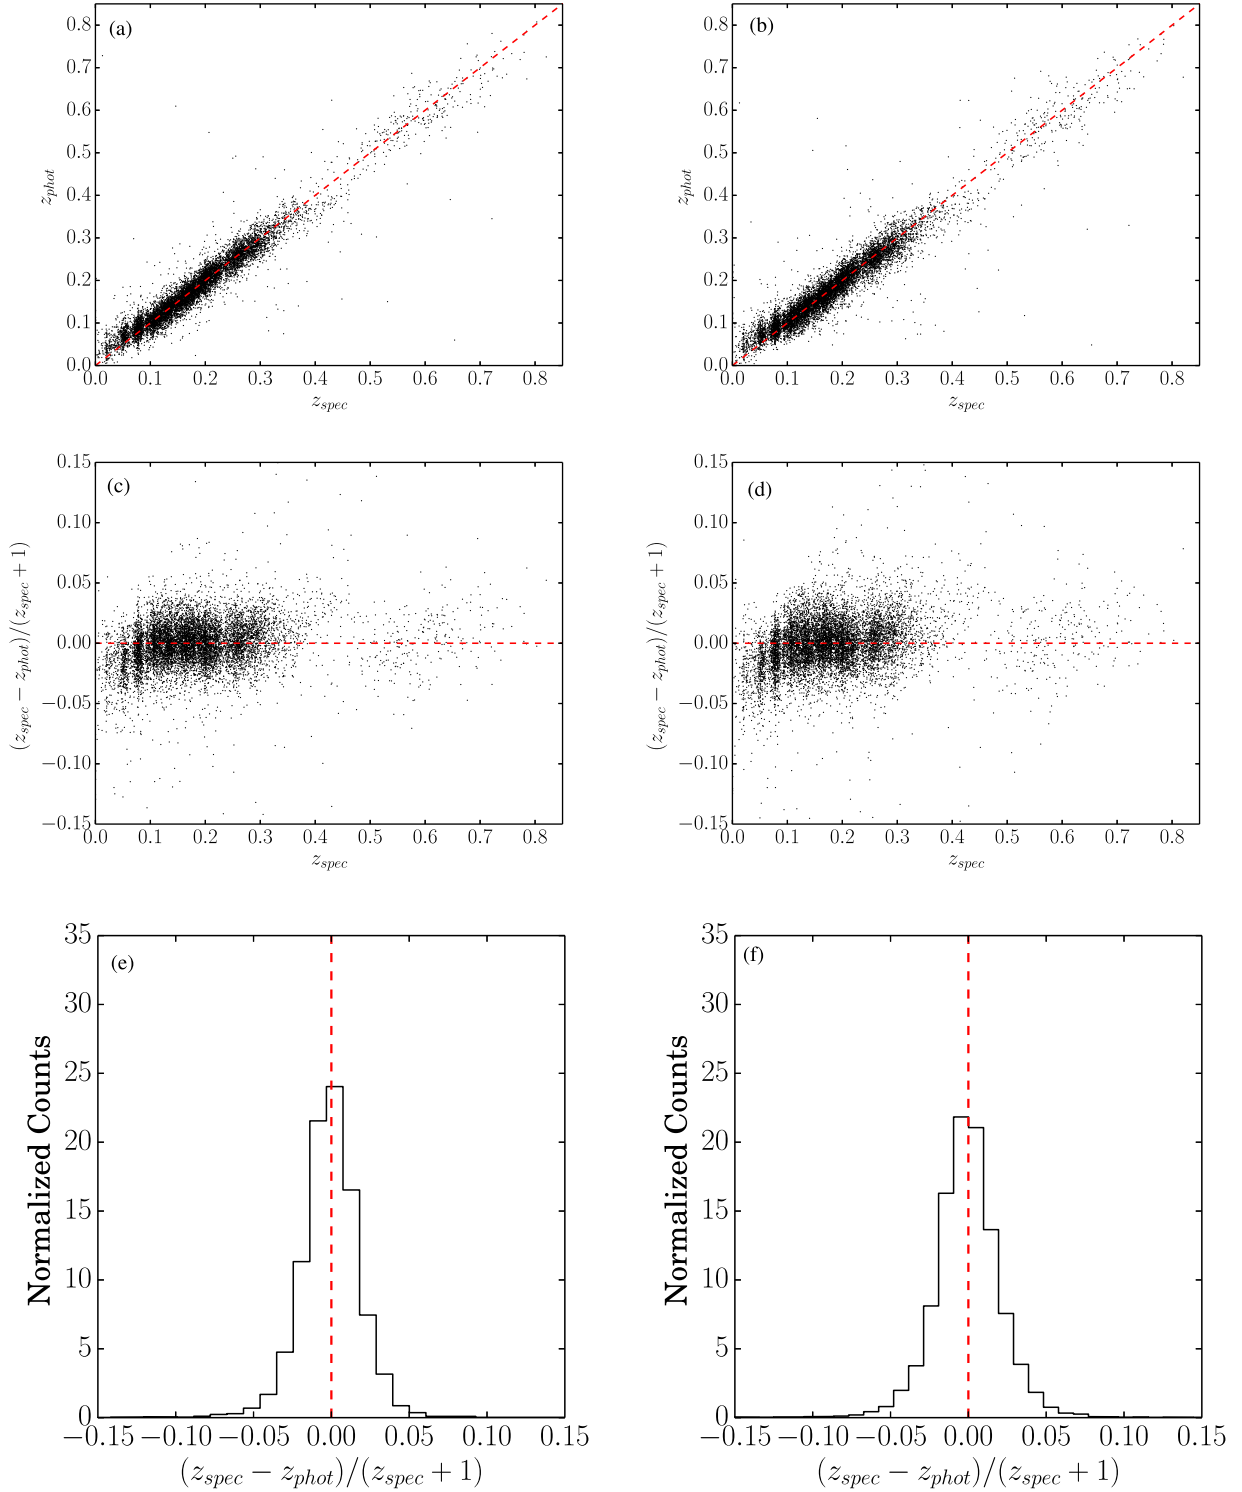 (a)
0.8
0.7
0.6
0.5
0.4
0.3
0.2
0.1
0.0
z_phot
0.0 0.1 0.2 0.3 0.4 0.5 0.6 0.7 0.8
z_spec
(b)
0.8
0.7
0.6
0.5
0.4
0.3
0.2
0.1
0.0
z_phot
0.0 0.1 0.2 0.3 0.4 0.5 0.6 0.7 0.8
z_spec
(c)
0.15
0.10
0.05
0.00
−0.05
−0.10
−0.15
(z_spec − z_phot)/(z_spec + 1)
0.0 0.1 0.2 0.3 0.4 0.5 0.6 0.7 0.8
z_spec
(d)
0.15
0.10
0.05
0.00
−0.05
−0.10
−0.15
(z_spec − z_phot)/(z_spec + 1)
0.0 0.1 0.2 0.3 0.4 0.5 0.6 0.7 0.8
z_spec
(e)
35
30
25
20
15
10
5
0
Normalized Counts
−0.15 −0.10 −0.05 0.00 0.05 0.10 0.15
(z_spec − z_phot)/(z_spec + 1)
(f)
35
30
25
20
15
10
5
0
Normalized Counts
−0.15 −0.10 −0.05 0.00 0.05 0.10 0.15
(z_spec − z_phot)/(z_spec + 1)